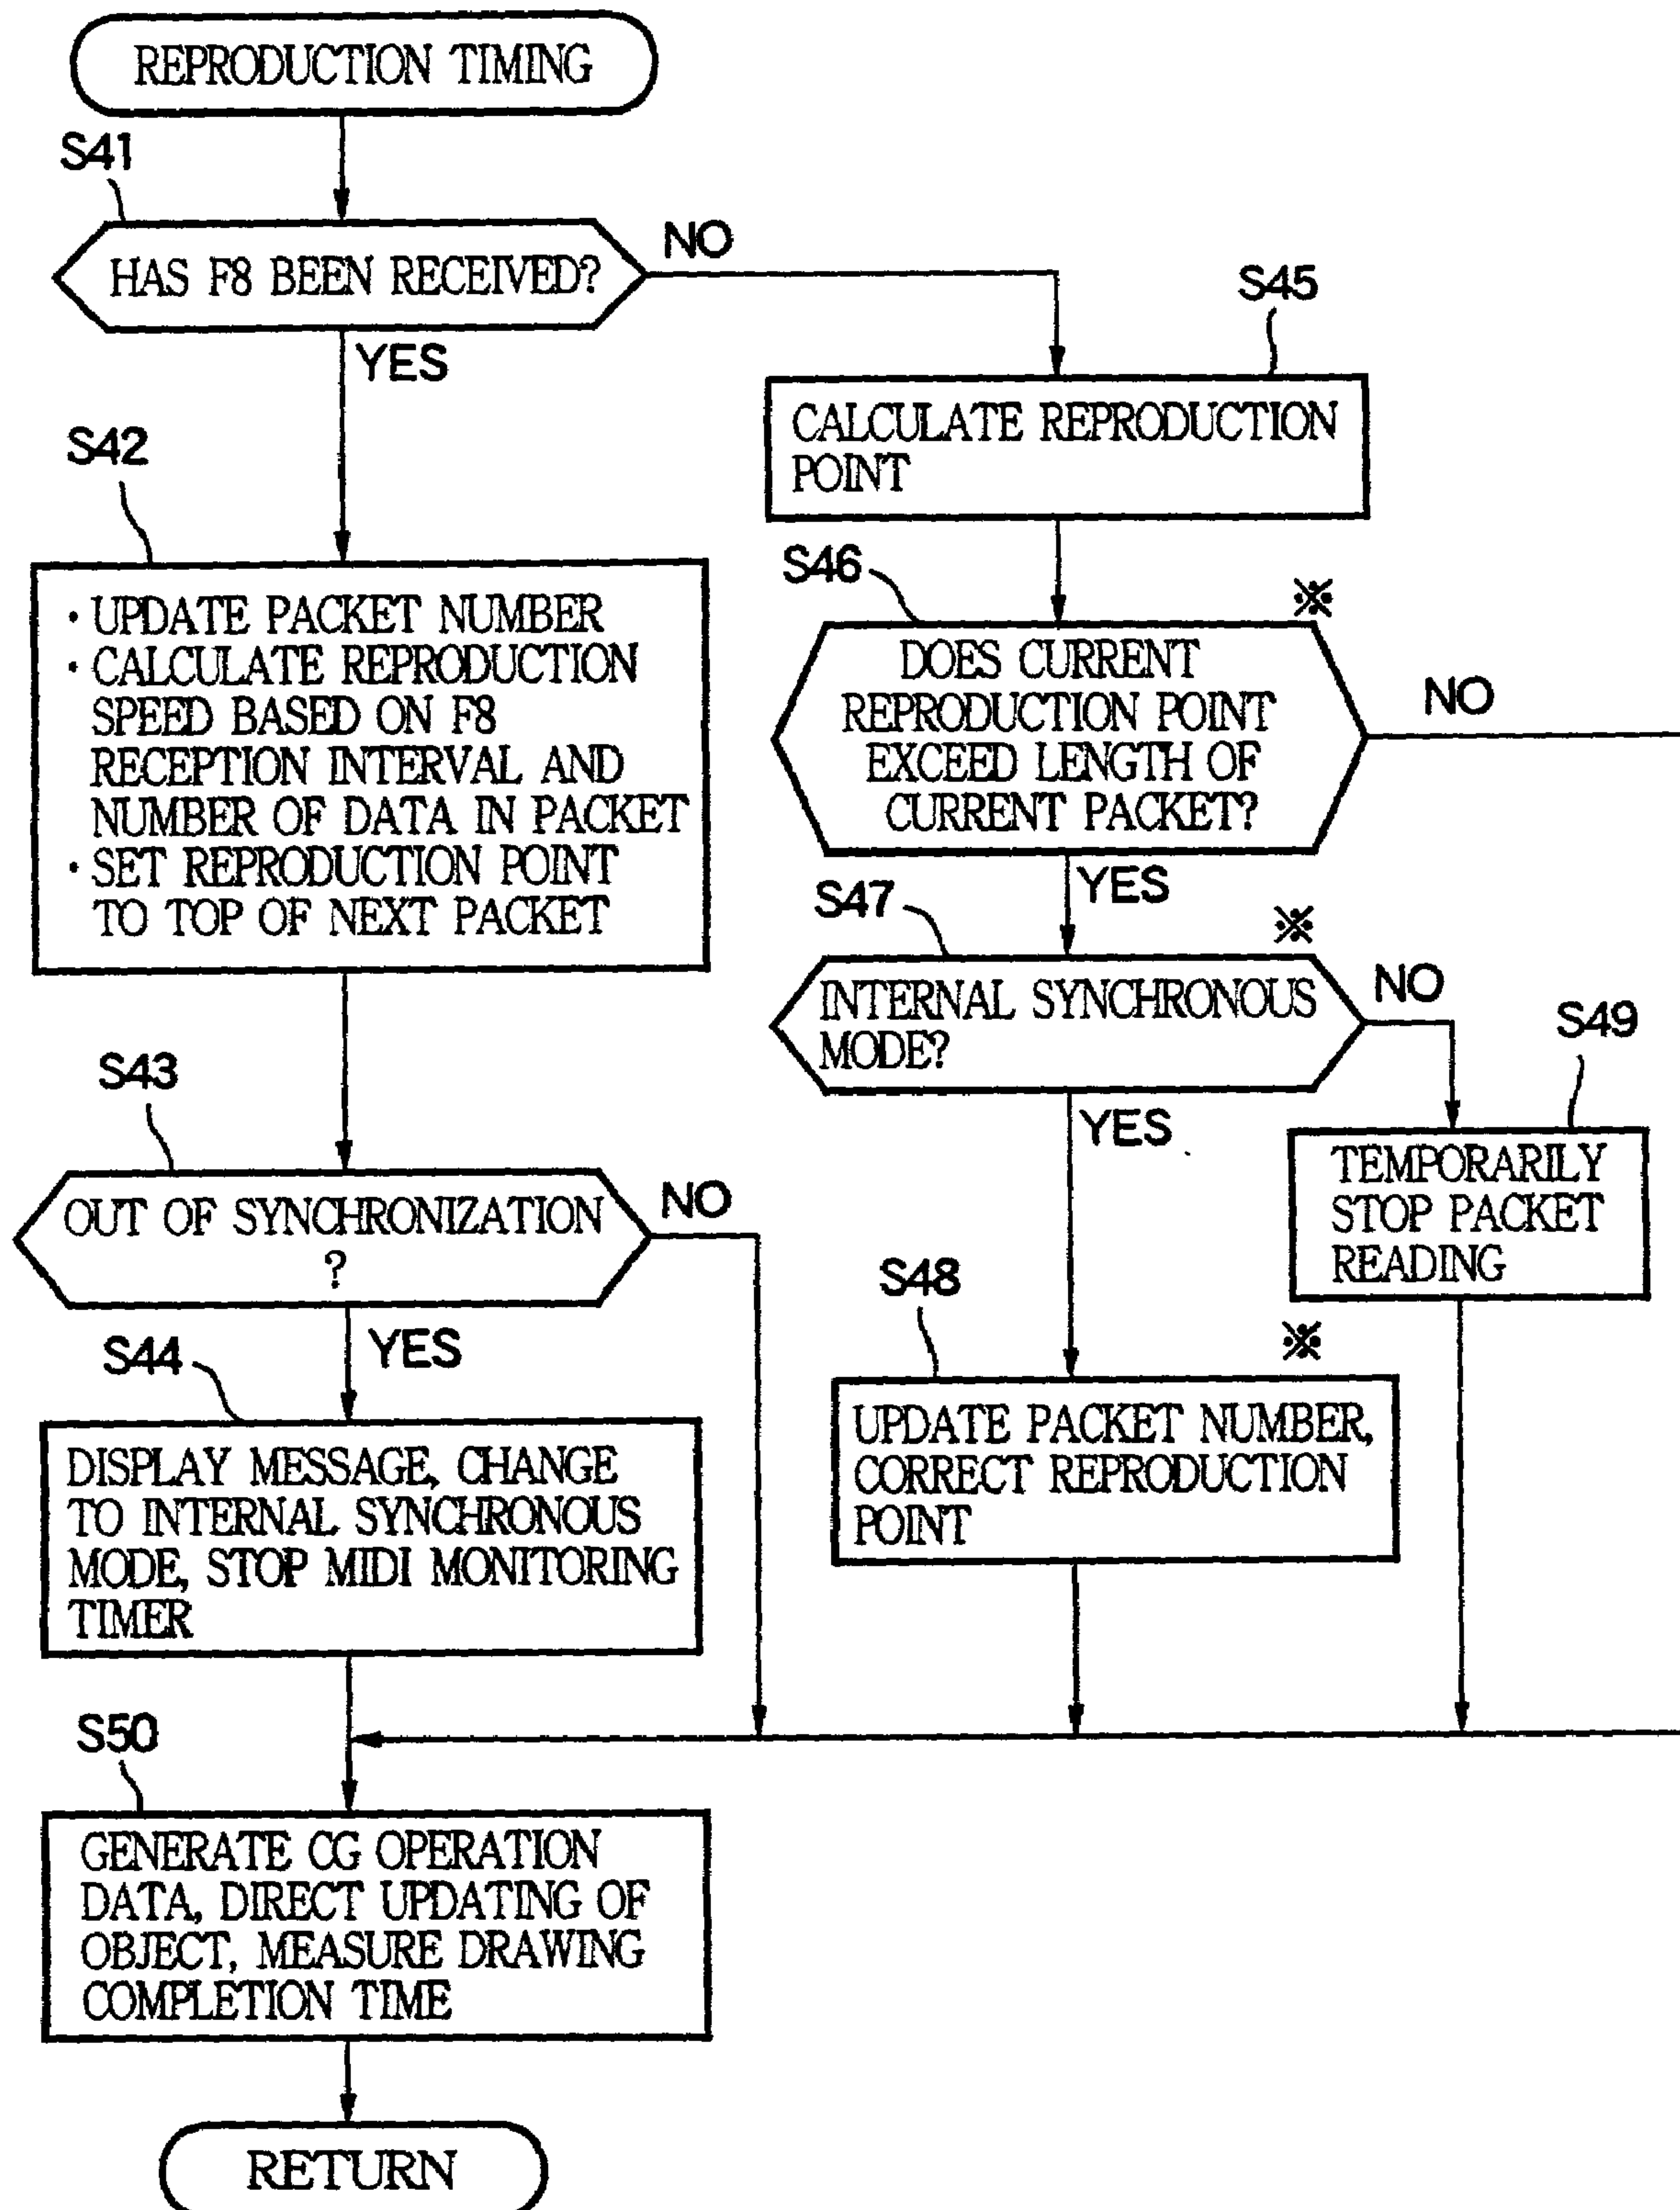 REPRODUCTION TIMING
S41
HAS F8 BEEN RECEIVED?
NO
YES
S42
· UPDATE PACKET NUMBER
· CALCULATE REPRODUCTION
SPEED BASED ON F8
RECEPTION INTERVAL AND
NUMBER OF DATA IN PACKET
· SET REPRODUCTION POINT
TO TOP OF NEXT PACKET
S43
OUT OF SYNCHRONIZATION
?
NO
YES
S44
DISPLAY MESSAGE, CHANGE
TO INTERNAL SYNCHRONOUS
MODE, STOP MIDI MONITORING
TIMER
S45
CALCULATE REPRODUCTION
POINT
S46
※
DOES CURRENT
REPRODUCTION POINT
EXCEED LENGTH OF
CURRENT PACKET?
NO
YES
S47
※
INTERNAL SYNCHRONOUS
MODE?
NO
YES
S49
TEMPORARILY
STOP PACKET
READING
S48
※
UPDATE PACKET NUMBER,
CORRECT REPRODUCTION
POINT
S50
GENERATE CG OPERATION
DATA, DIRECT UPDATING OF
OBJECT, MEASURE DRAWING
COMPLETION TIME
RETURN